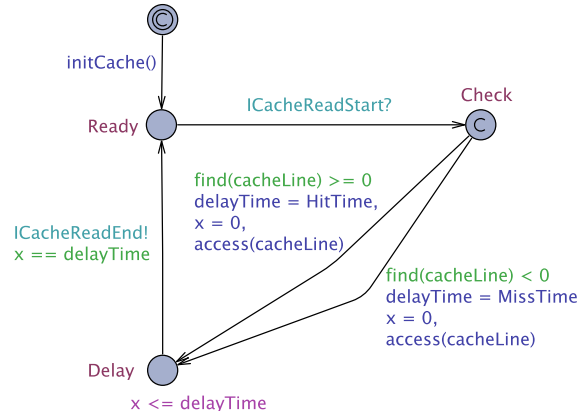 C
initCache()
Ready
ICacheReadStart?
Check
C
find(cacheLine) >= 0
delayTime = HitTime,
x = 0,
access(cacheLine)
ICacheReadEnd!
x == delayTime
find(cacheLine) < 0
delayTime = MissTime
x = 0,
access(cacheLine)
Delay
x <= delayTime